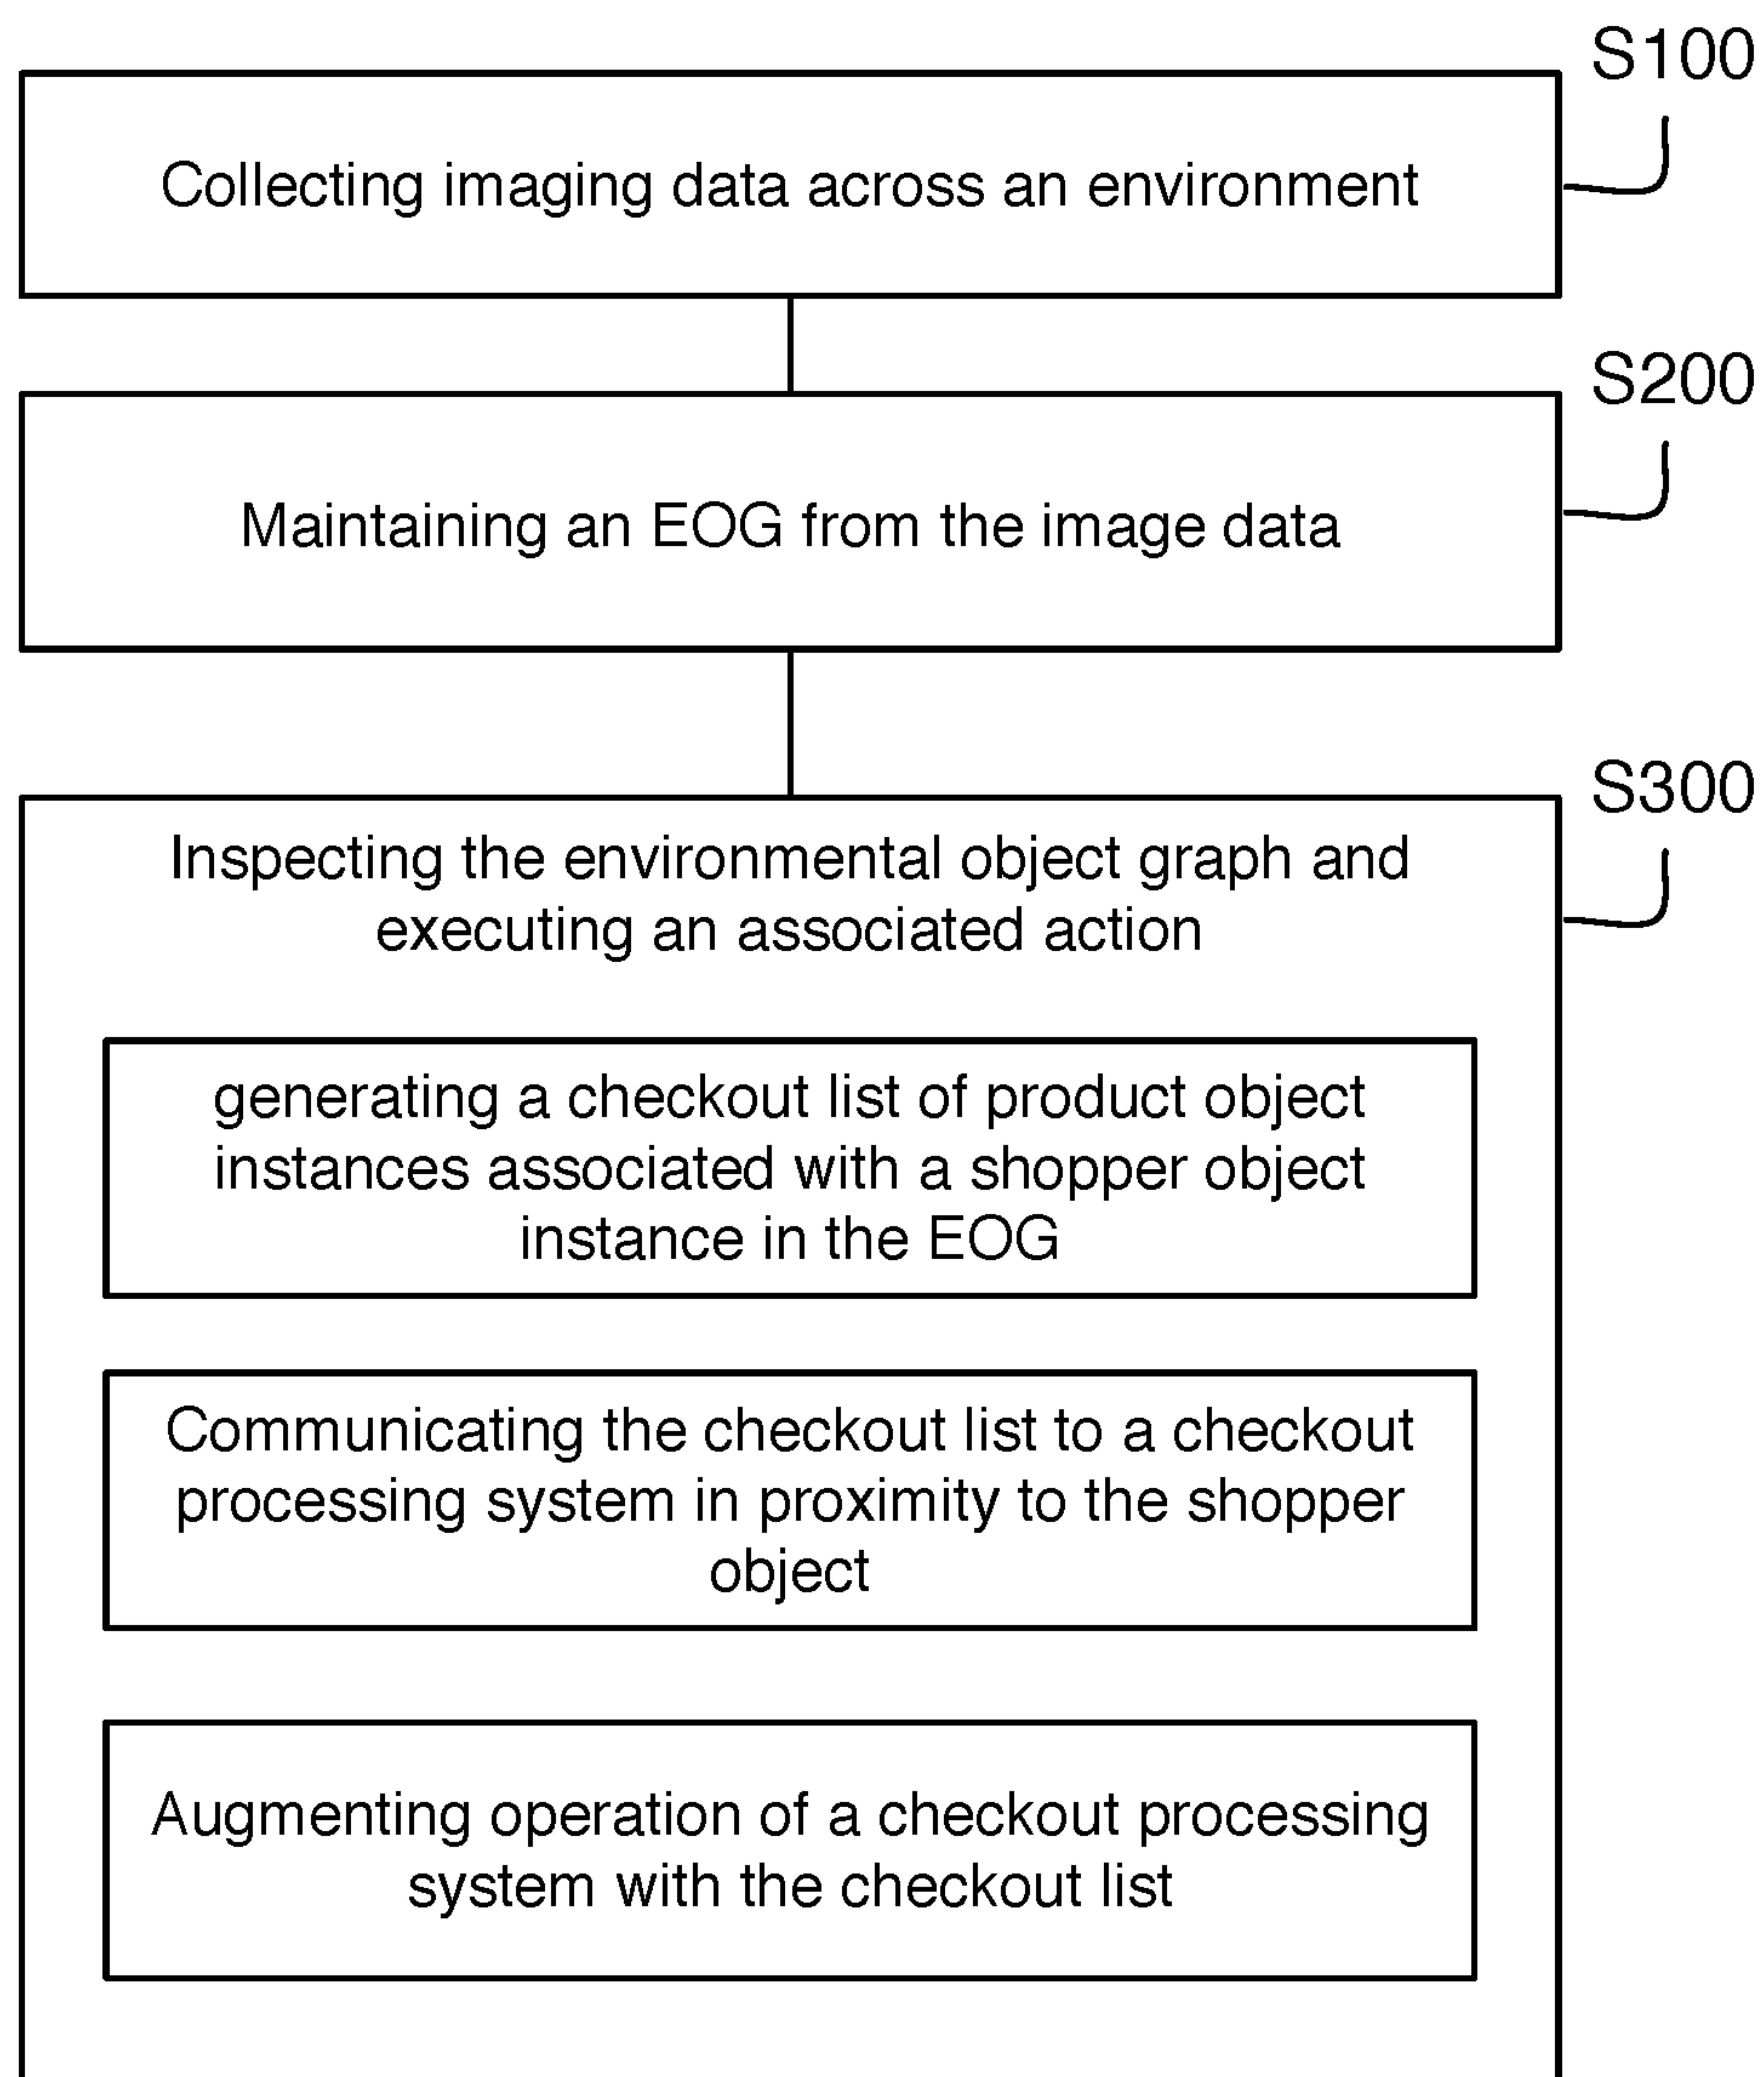 S100
Collecting imaging data across an environment
S200
Maintaining an EOG from the image data
S300
Inspecting the environmental object graph and
executing an associated action
generating a checkout list of product object
instances associated with a shopper object
instance in the EOG
Communicating the checkout list to a checkout
processing system in proximity to the shopper
object
Augmenting operation of a checkout processing
system with the checkout list